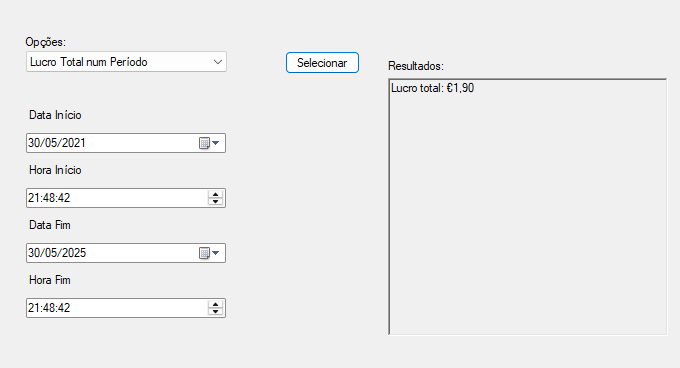 Opções:
Lucro Total num Período
Selecionar
Resultados:
Lucro total: €1,90
Data Início
30/05/2021
Hora Início
21:48:42
Data Fim
30/05/2025
Hora Fim
21:48:42